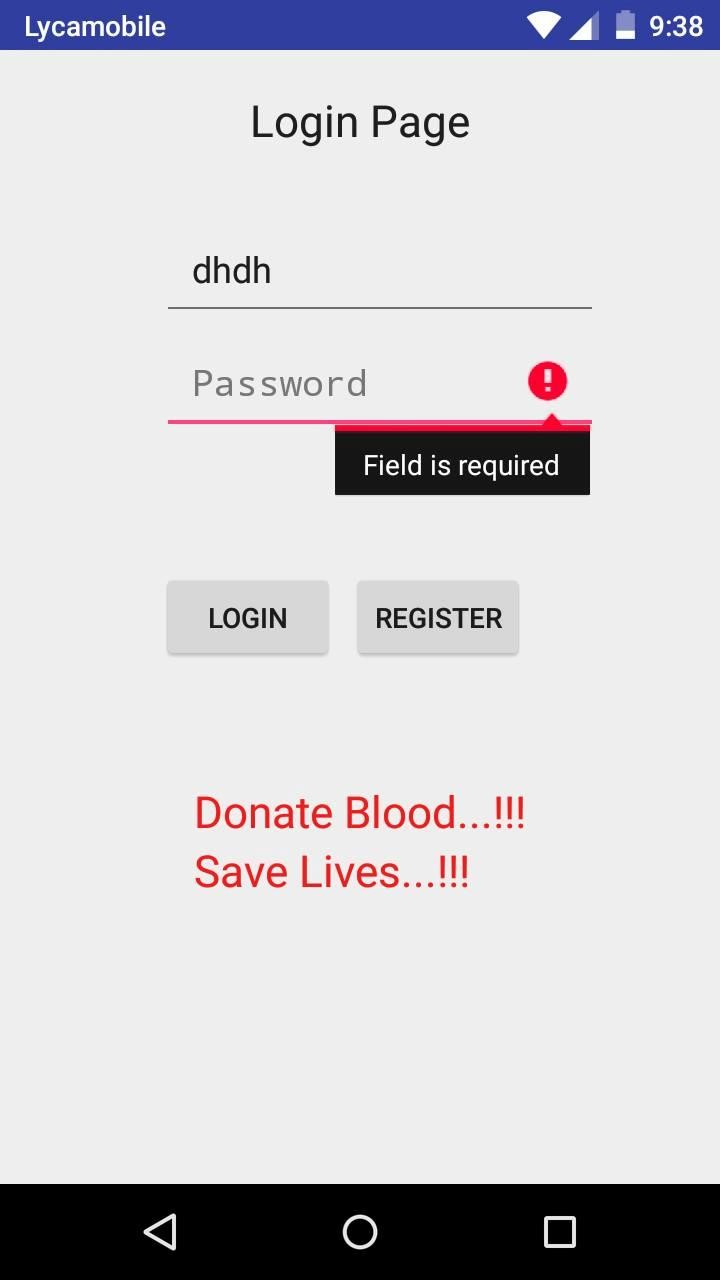 Lycamobile 9:38
Login Page
dhdh
Password
Field is required
LOGIN REGISTER
Donate Blood...!!!
Save Lives...!!!